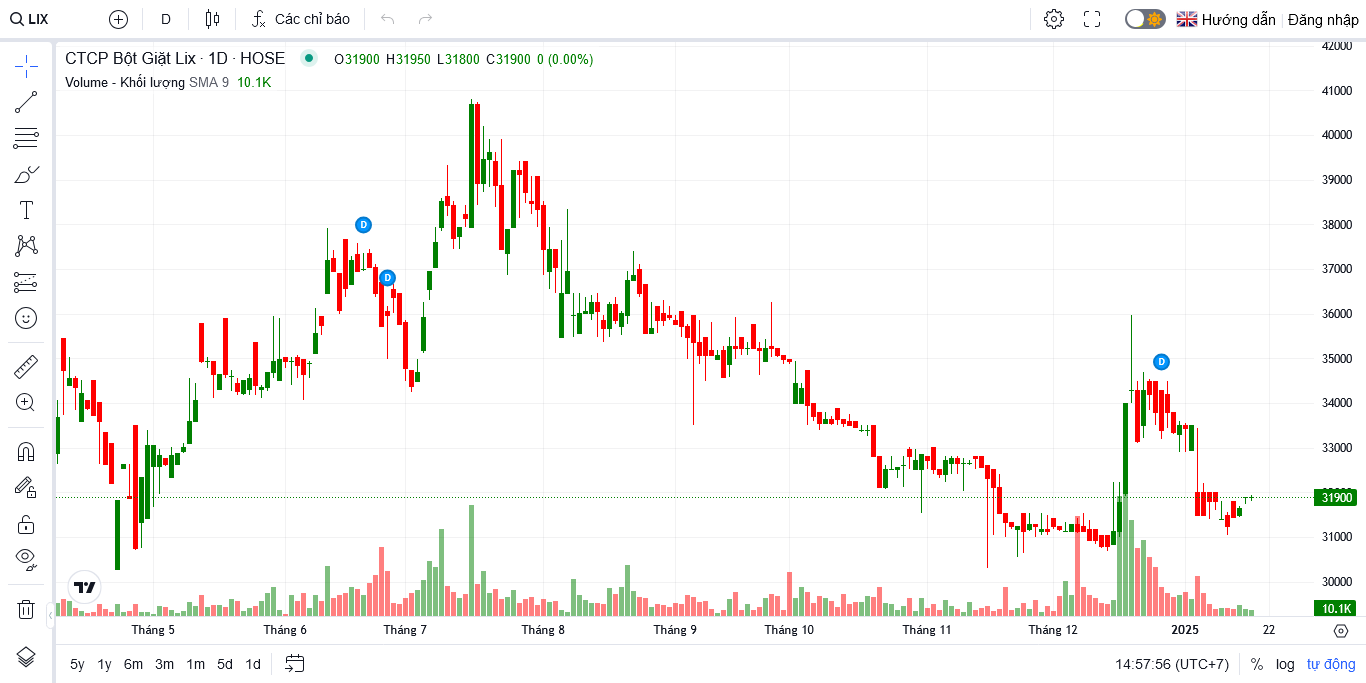 LIX D Các chỉ báo Hướng dẫn Đăng nhập
CTCP Bột Giặt Lix · 1D · HOSE O31900 H31950 L31800 C31900 0 (0.00%)
Volume - Khối lượng SMA 9 10.1K
42000
41000
40000
39000
38000
D
37000
D
36000
35000
D
34000
33000
31900
31000
30000
10.1K
Tháng 5 Tháng 6 Tháng 7 Tháng 8 Tháng 9 Tháng 10 Tháng 11 Tháng 12 2025 22
5y 1y 6m 3m 1m 5d 1d 14:57:56 (UTC+7) % log tự động